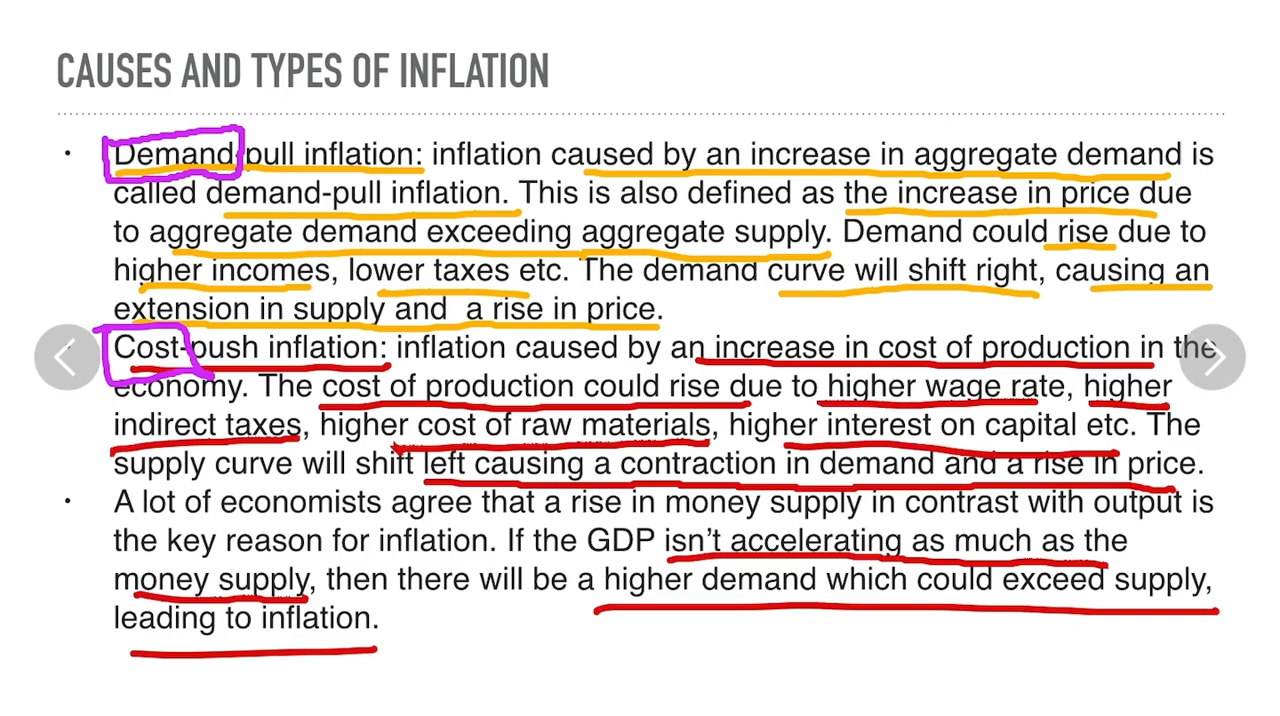 CAUSES AND TYPES OF INFLATION
• Demand-pull inflation: inflation caused by an increase in aggregate demand is
called demand-pull inflation. This is also defined as the increase in price due
to aggregate demand exceeding aggregate supply. Demand could rise due to
higher incomes, lower taxes etc. The demand curve will shift right, causing an
extension in supply and a rise in price.
Cost-push inflation: inflation caused by an increase in cost of production in the
economy. The cost of production could rise due to higher wage rate, higher
indirect taxes, higher cost of raw materials, higher interest on capital etc. The
supply curve will shift left causing a contraction in demand and a rise in price.
• A lot of economists agree that a rise in money supply in contrast with output is
the key reason for inflation. If the GDP isn’t accelerating as much as the
money supply, then there will be a higher demand which could exceed supply,
leading to inflation.